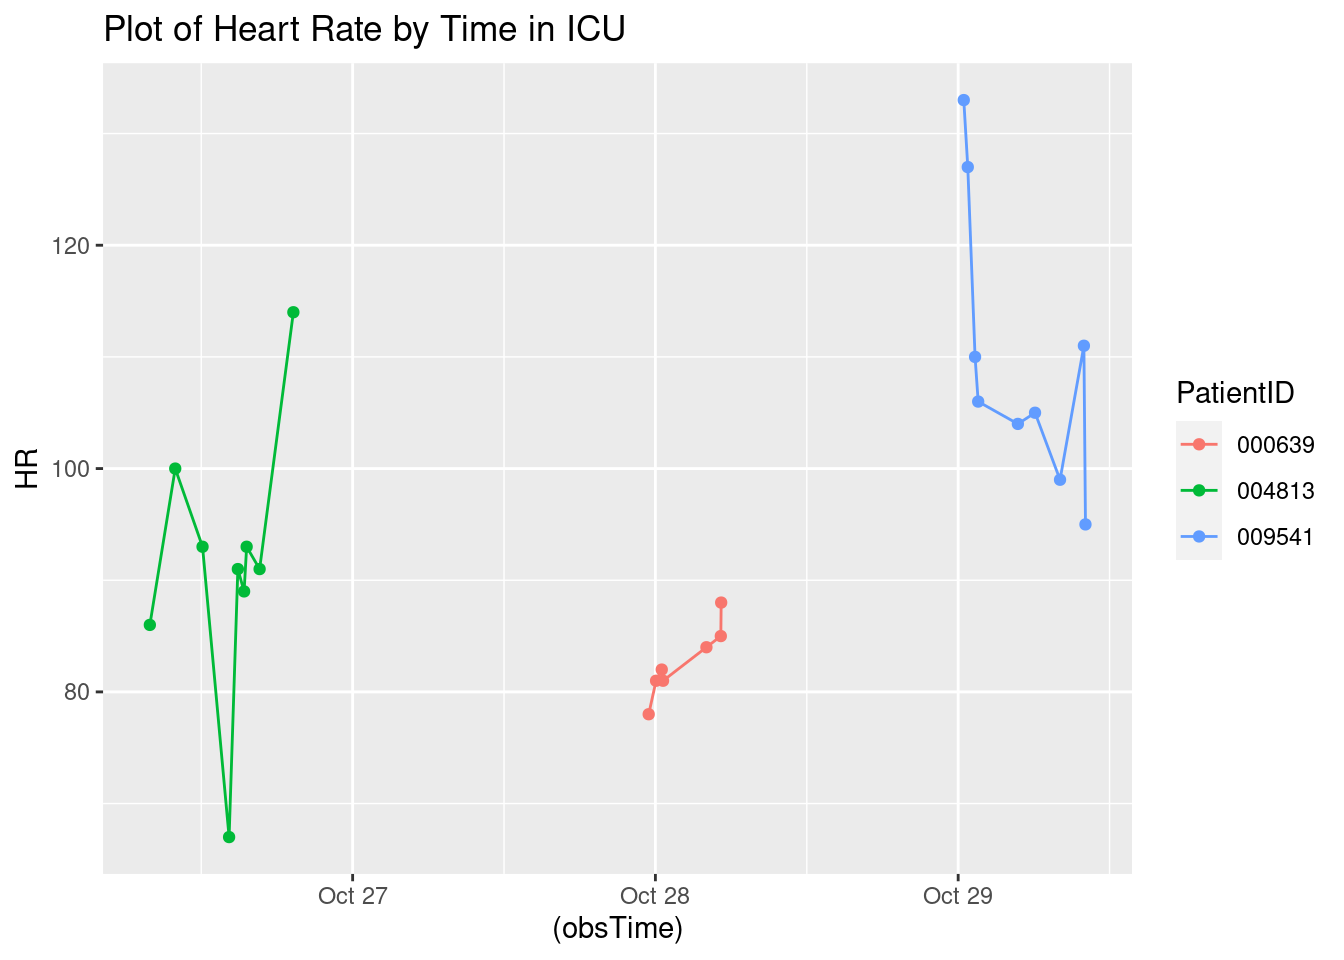 Plot of Heart Rate by Time in ICU
HR
120
100
80
Oct 27
Oct 28
Oct 29
(obsTime)
PatientID
000639
004813
009541